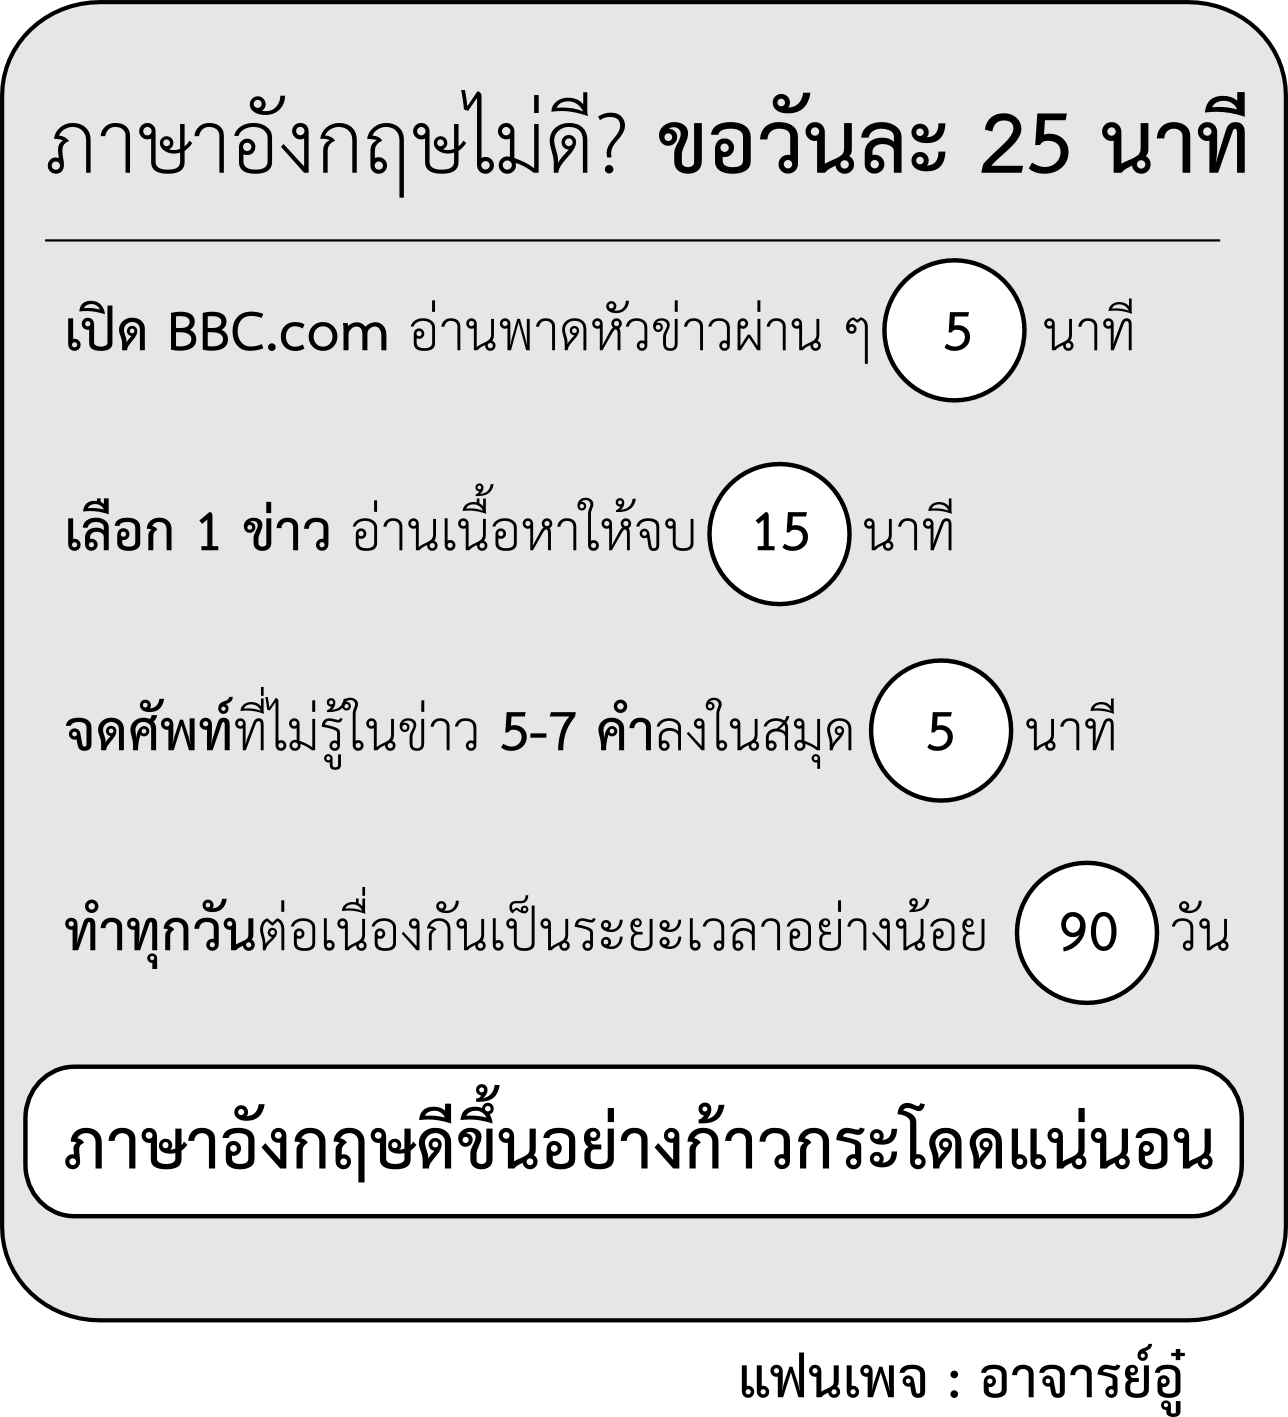 ภาษาอังกฤษไม่ดี? ขอวันละ 25 นาที
เปิด BBC.com อ่านพาดหัวข่าวผ่าน ๆ 5 นาที
เลือก 1 ข่าว อ่านเนื้อหาให้จบ 15 นาที
จดศัพท์ที่ไม่รู้ในข่าว 5-7 คำลงในสมุด 5 นาที
ทำทุกวันต่อเนื่องกันเป็นระยะเวลาอย่างน้อย 90 วัน
ภาษาอังกฤษดีขึ้นอย่างก้าวกระโดดแน่นอน
แฟนเพจ : อาจารย์อู๋